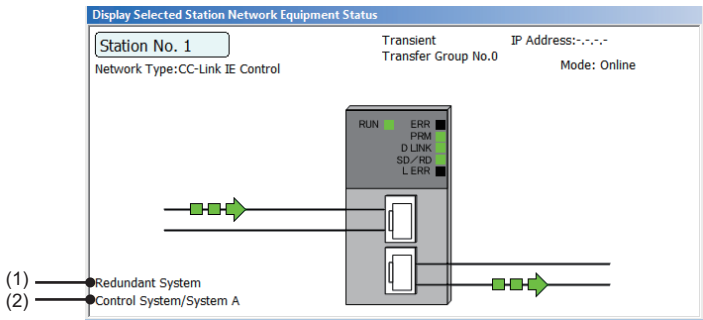 Display Selected Station Network Equipment Status
Station No. 1
Transient
Transfer Group No.0
IP Address:-.-.-.-
Network Type:CC-Link IE Control
Mode: Online
RUN
ERR
PRM
D LINK
SD/RD
L ERR
(1)
Redundant System
(2)
Control System/System A